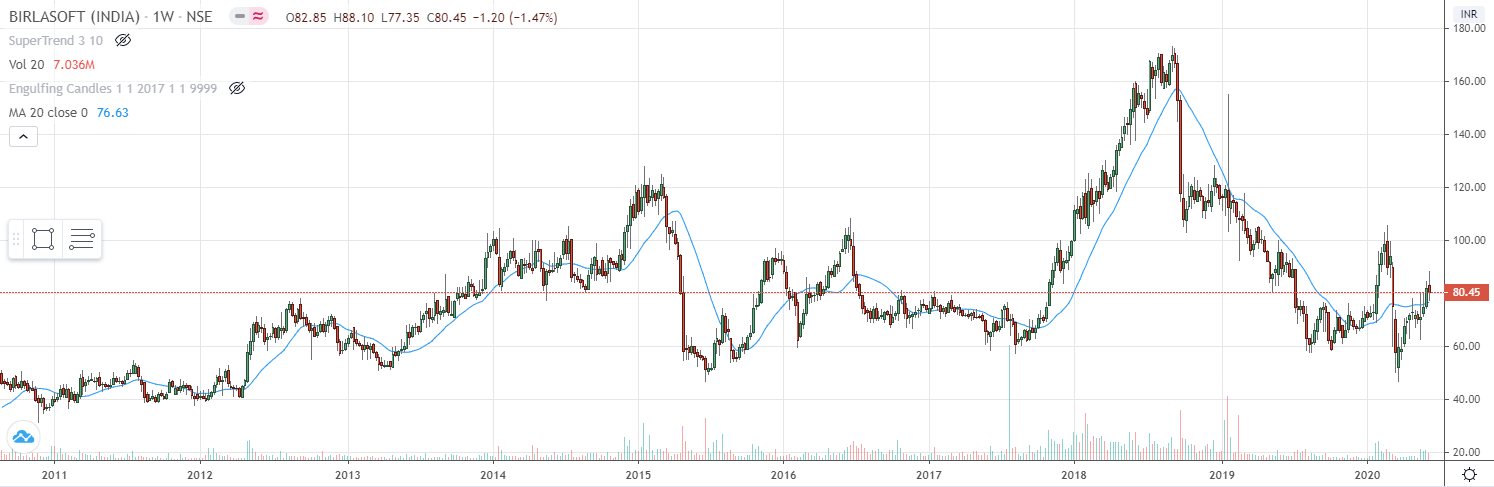 BIRLASOFT (INDIA) · 1W · NSE O82.85 H88.10 L77.35 C80.45 −1.20 (−1.47%)
SuperTrend 3 10
Vol 20 7.036M
Engulfing Candles 1 1 2017 1 1 9999
MA 20 close 0 76.63
INR
180.00
160.00
140.00
120.00
100.00
80.45
60.00
40.00
20.00
2011 2012 2013 2014 2015 2016 2017 2018 2019 2020